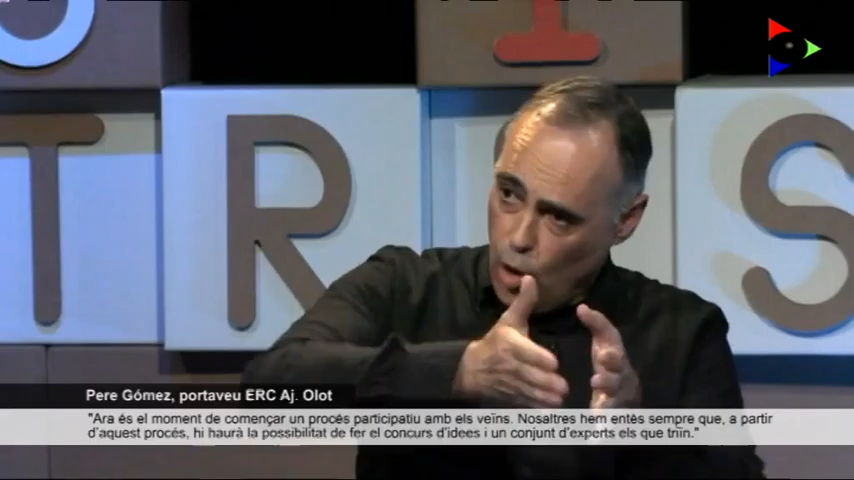 T R S
Pere Gómez, portaveu ERC Aj. Olot
"Ara és el moment de començar un procés participatiu amb els veïns. Nosaltres hem entès sempre que, a partir
d'aquest procés, hi haurà la possibilitat de fer el concurs d'idees i un conjunt d'experts els que triïn."